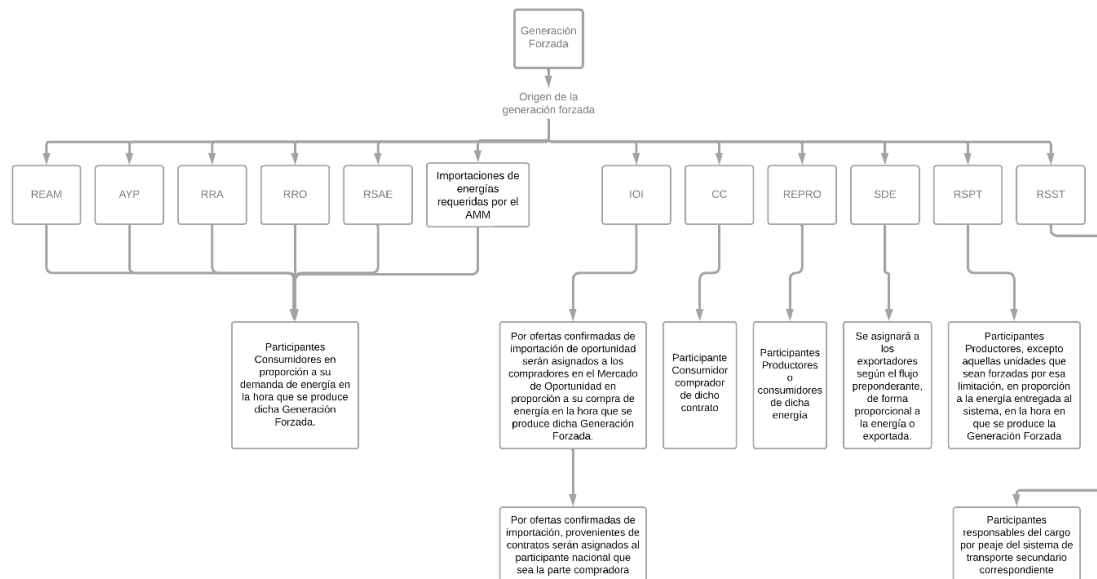 Generación
Forzada
Origen de la
generación forzada
REAM
AYP
RRA
RRO
RSAE
Importaciones de
energías
requeridas por el
AMM
IOI
CC
REPRO
SDE
RSPT
RSST
Participantes
Consumidores en
proporción a su
demanda de energía en
la hora que se produce
dicha Generación
Forzada.
Por ofertas confirmadas de
importación de oportunidad
serán asignados a los
compradores en el Mercado
de Oportunidad en
proporción a su compra de
energía en la hora que se
produce dicha Generación
Forzada.
Participante
Consumidor
comprador
de dicho
contrato
Participantes
Productores
o
consumidores
de dicha
energía
Se asignará a
los
exportadores
según el flujo
preponderante,
de forma
proporcional a
la energía o
exportada.
Participantes
Productores, excepto
aquellas unidades que
sean forzadas por esa
limitación, en proporción
a la energía entregada al
sistema, en la hora en
que se produce la
Generación Forzada
Por ofertas confirmadas de
importación, provenientes de
contratos serán asignados al
participante nacional que
sea la parte compradora
Participantes
responsables del cargo
por peaje del sistema de
transporte secundario
correspondiente